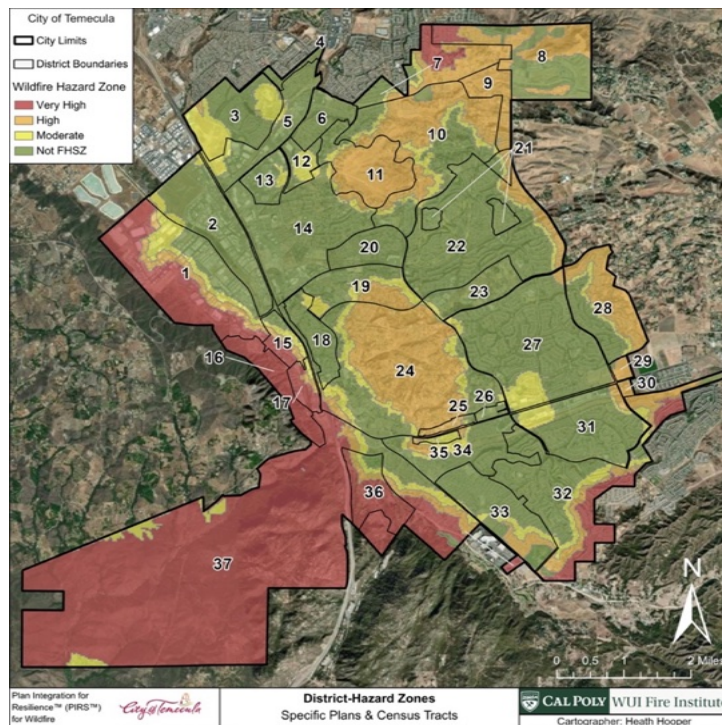 City of Temecula
City Limits
District Boundaries
Wildfire Hazard Zone
Very High
High
Moderate
Not FHSZ
4
7
8
3
5
6
9
10
12
11
13
21
2
14
20
22
1
19
23
28
15
18
27
16
24
29
30
17
25
26
31
35
34
36
33
32
37
N
0 0.5 1 2 Miles
Plan Integration for
Resilience™ (PIRS™)
for Wildfire
City of Temecula
District-Hazard Zones
Specific Plans & Census Tracts
CAL POLY WUI Fire Institu
Cartographer: Heath Hooper